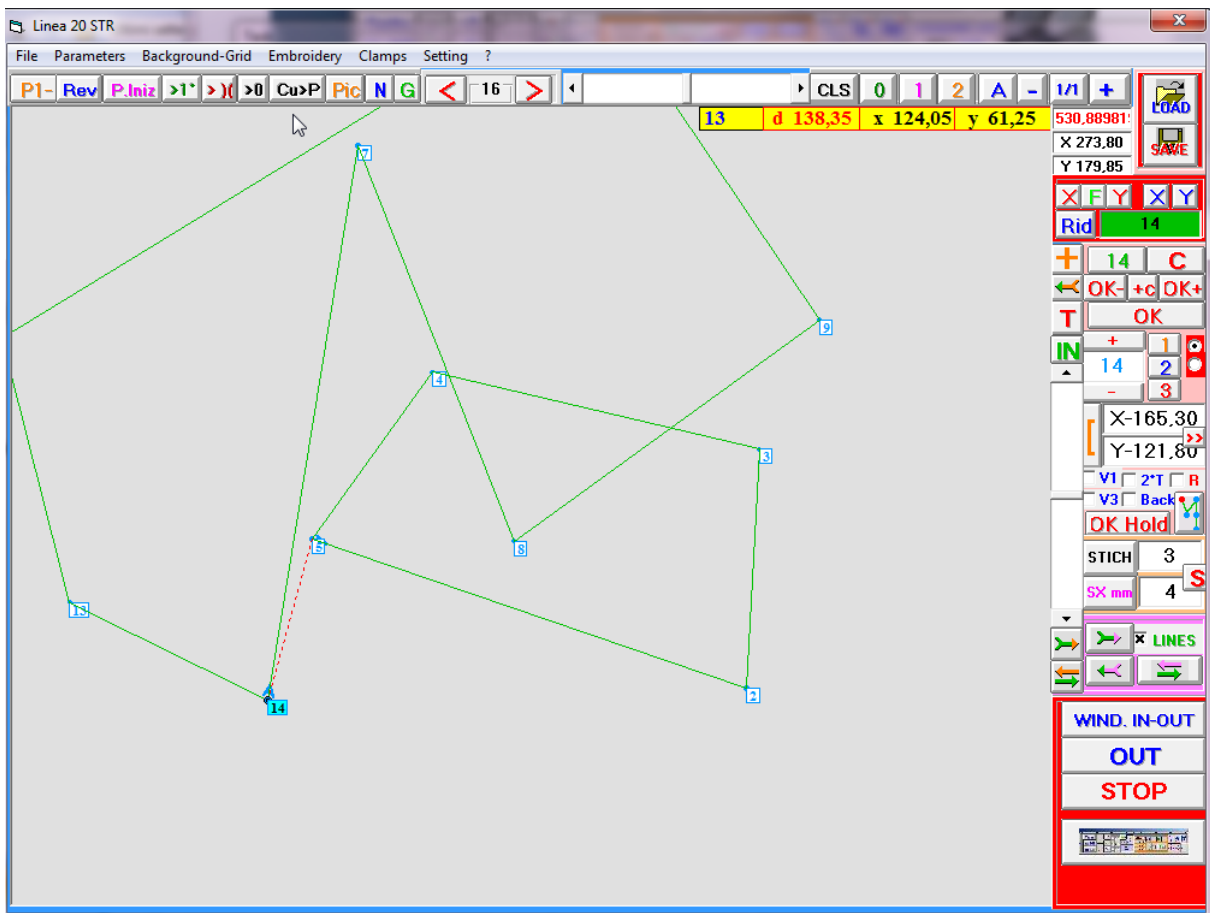 Linea 20 STR
File Parameters Background-Grid Embroidery Clamps Setting ?
P1- Rev P.Iniz >1* > )( >0 Cu>P Pic N G < 16 > CLS 0 1 2 A - 1/1 + LOAD
13 d 138,35 x 124,05 y 61,25 530,88981
X 273,80 SAVE
Y 179,85
7
X F Y X Y
Rid 14
+ 14 C
OK- +c OK+
T OK
9
IN + 1
14 2
4
- 3
X-165,30
[ >>
Y-121,80
3
V1 2*T R
V3 Back
OK Hold
5
8
STICH 3
S
SX mm 4
13
x LINES
2
14
WIND. IN-OUT
OUT
STOP